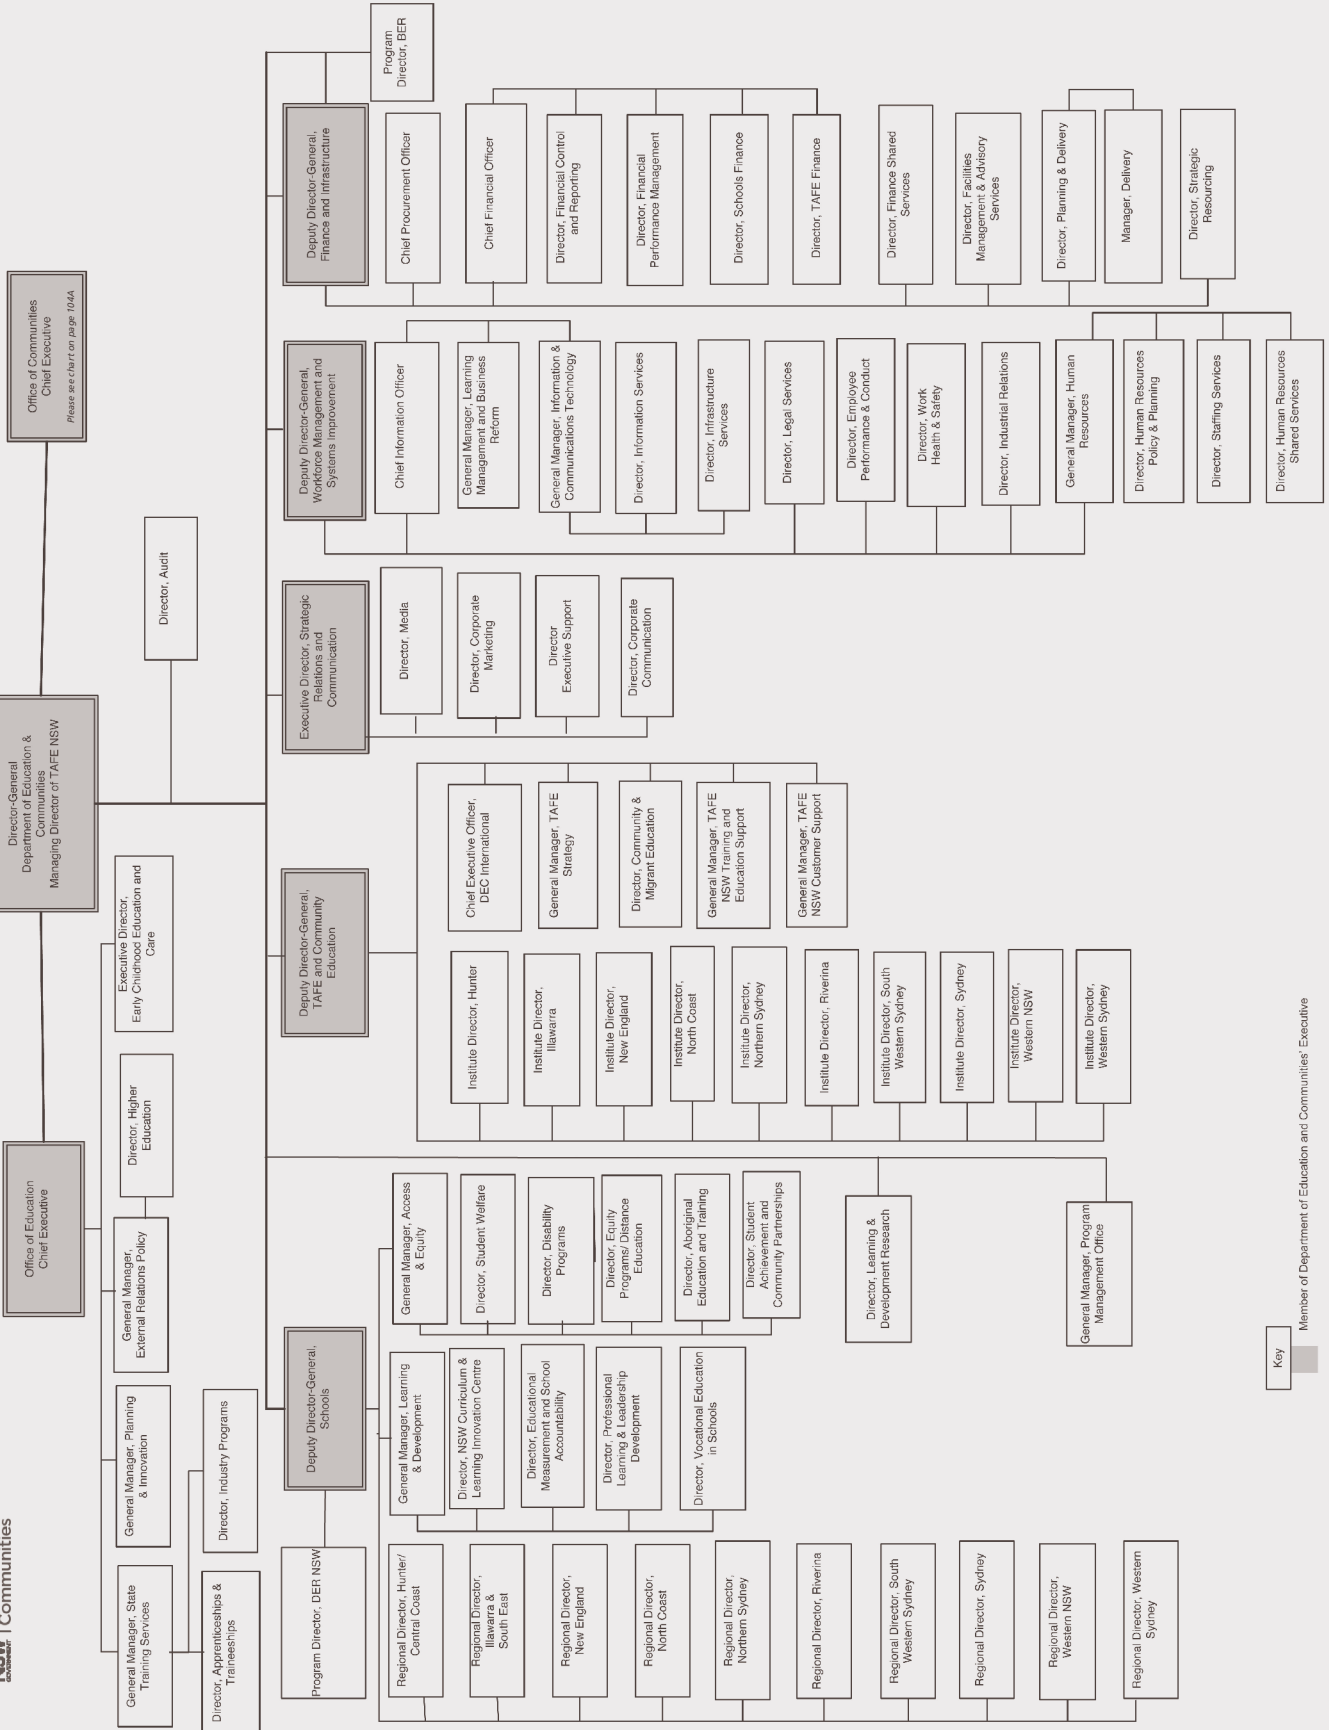 NSW
GOVERNMENT
Communities
Director-General
Department of Education &
Communities
Managing Director of TAFE NSW
Office of Education
Chief Executive
Office of Communities
Chief Executive
Please see chart on page 104A
Director, Audit
General Manager, State
Training Services
General Manager, Planning
& Innovation
General Manager,
External Relations Policy
Director, Higher
Education
Executive Director,
Early Childhood Education and
Care
Director, Apprenticeships &
Traineeships
Director, Industry Programs
Program Director, DER NSW
Deputy Director-General,
Schools
Regional Director, Hunter/
Central Coast
Regional Director,
Illawarra &
South East
Regional Director,
New England
Regional Director,
North Coast
Regional Director,
Northern Sydney
Regional Director, Riverina
Regional Director, South
Western Sydney
Regional Director, Sydney
Regional Director,
Western NSW
Regional Director, Western
Sydney
General Manager, Learning
& Development
Director, NSW Curriculum &
Learning Innovation Centre
Director, Educational
Measurement and School
Accountability
Director, Professional
Learning & Leadership
Development
Director, Vocational Education
in Schools
General Manager, Access
& Equity
Director, Student Welfare
Director, Disability
Programs
Director, Equity
Programs/ Distance
Education
Director, Aboriginal
Education and Training
Director, Student
Achievement and
Community Partnerships
Director, Learning &
Development Research
General Manager, Program
Management Office
Deputy Director-General,
TAFE and Community
Education
Institute Director, Hunter
Institute Director,
Illawarra
Institute Director,
New England
Institute Director,
North Coast
Institute Director,
Northern Sydney
Institute Director, Riverina
Institute Director, South
Western Sydney
Institute Director, Sydney
Institute Director,
Western NSW
Institute Director,
Western Sydney
Chief Executive Officer,
DEC International
General Manager, TAFE
Strategy
Director, Community &
Migrant Education
General Manager, TAFE
NSW Training and
Education Support
General Manager, TAFE
NSW Customer Support
Executive Director, Strategic
Relations and
Communication
Director, Media
Director, Corporate
Marketing
Director
Executive Support
Director, Corporate
Communication
Deputy Director-General,
Workforce Management and
Systems Improvement
Chief Information Officer
General Manager, Learning
Management and Business
Reform
General Manager, Information &
Communications Technology
Director, Information Services
Director, Infrastructure
Services
Director, Legal Services
Director, Employee
Performance & Conduct
Director, Work
Health & Safety
Director, Industrial Relations
General Manager, Human
Resources
Director, Human Resources
Policy & Planning
Director, Staffing Services
Director, Human Resources
Shared Services
Deputy Director-General,
Finance and Infrastructure
Program
Director, BER
Chief Procurement Officer
Chief Financial Officer
Director, Financial Control
and Reporting
Director, Financial
Performance Management
Director, Schools Finance
Director, TAFE Finance
Director, Finance Shared
Services
Director, Facilities
Management & Advisory
Services
Director, Planning & Delivery
Manager, Delivery
Director, Strategic
Resourcing
Key
Member of Department of Education and Communities' Executive